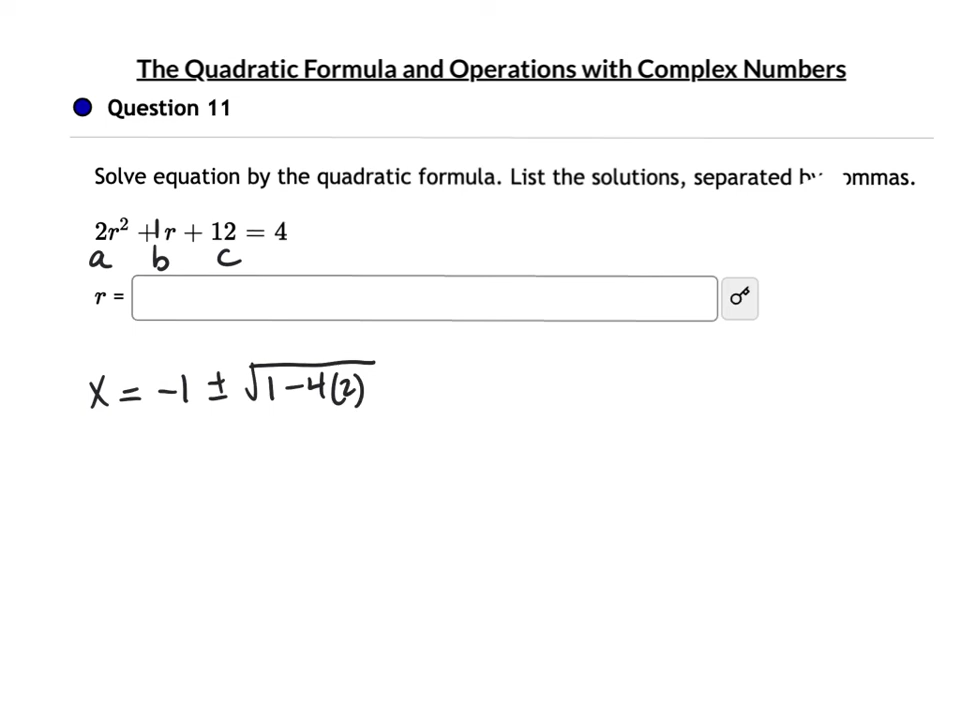 The Quadratic Formula and Operations with Complex Numbers
Question 11
Solve equation by the quadratic formula. List the solutions, separated
2r² +1r + 12 = 4
a b c
r =
x = -1 ± √1-4(2)